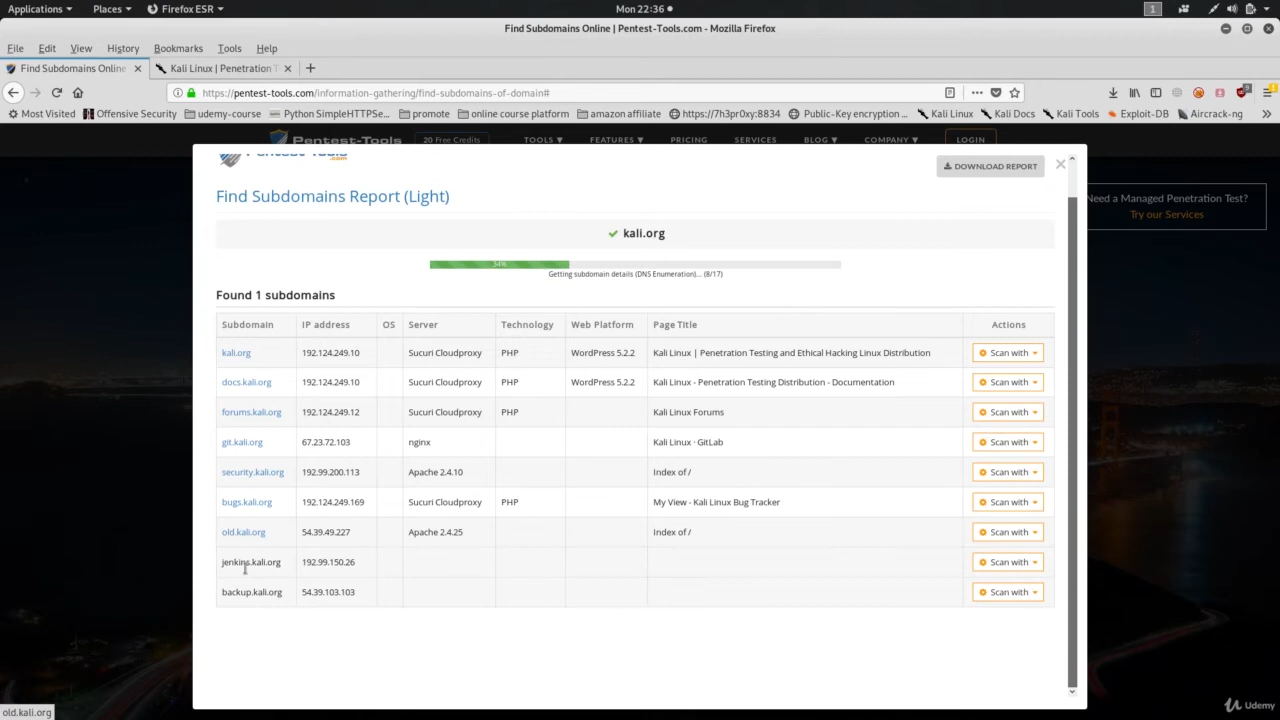 Applications ▾ Places ▾ Firefox ESR ▾ Mon 22:36 ● 1
Find Subdomains Online | Pentest-Tools.com - Mozilla Firefox
File Edit View History Bookmarks Tools Help
Find Subdomains Online × Kali Linux | Penetration T × +
https://pentest-tools.com/information-gathering/find-subdomains-of-domain#
Most Visited Offensive Security udemy-course Python SimpleHTTPSe... promote online course platform amazon affiliate https://7h3pr0xy:8834 Public-Key encryption ... Kali Linux Kali Docs Kali Tools Exploit-DB Aircrack-ng
Pentest-Tools 20 Free Credits TOOLS ▾ FEATURES ▾ PRICING SERVICES BLOG ▾ COMPANY ▾ LOGIN
.com
DOWNLOAD REPORT ×
Find Subdomains Report (Light)
Need a Managed Penetration Test?
Try our Services
kali.org
34%
Getting subdomain details (DNS Enumeration)... (8/17)
Found 1 subdomains
Subdomain IP address OS Server Technology Web Platform Page Title Actions
kali.org 192.124.249.10 Sucuri Cloudproxy PHP WordPress 5.2.2 Kali Linux | Penetration Testing and Ethical Hacking Linux Distribution Scan with
docs.kali.org 192.124.249.10 Sucuri Cloudproxy PHP WordPress 5.2.2 Kali Linux - Penetration Testing Distribution - Documentation Scan with
forums.kali.org 192.124.249.12 Sucuri Cloudproxy PHP Kali Linux Forums Scan with
git.kali.org 67.23.72.103 nginx Kali Linux · GitLab Scan with
security.kali.org 192.99.200.113 Apache 2.4.10 Index of / Scan with
bugs.kali.org 192.124.249.169 Sucuri Cloudproxy PHP My View - Kali Linux Bug Tracker Scan with
old.kali.org 54.39.49.227 Apache 2.4.25 Index of / Scan with
jenkins.kali.org 192.99.150.26 Scan with
backup.kali.org 54.39.103.103 Scan with
old.kali.org
Udemy